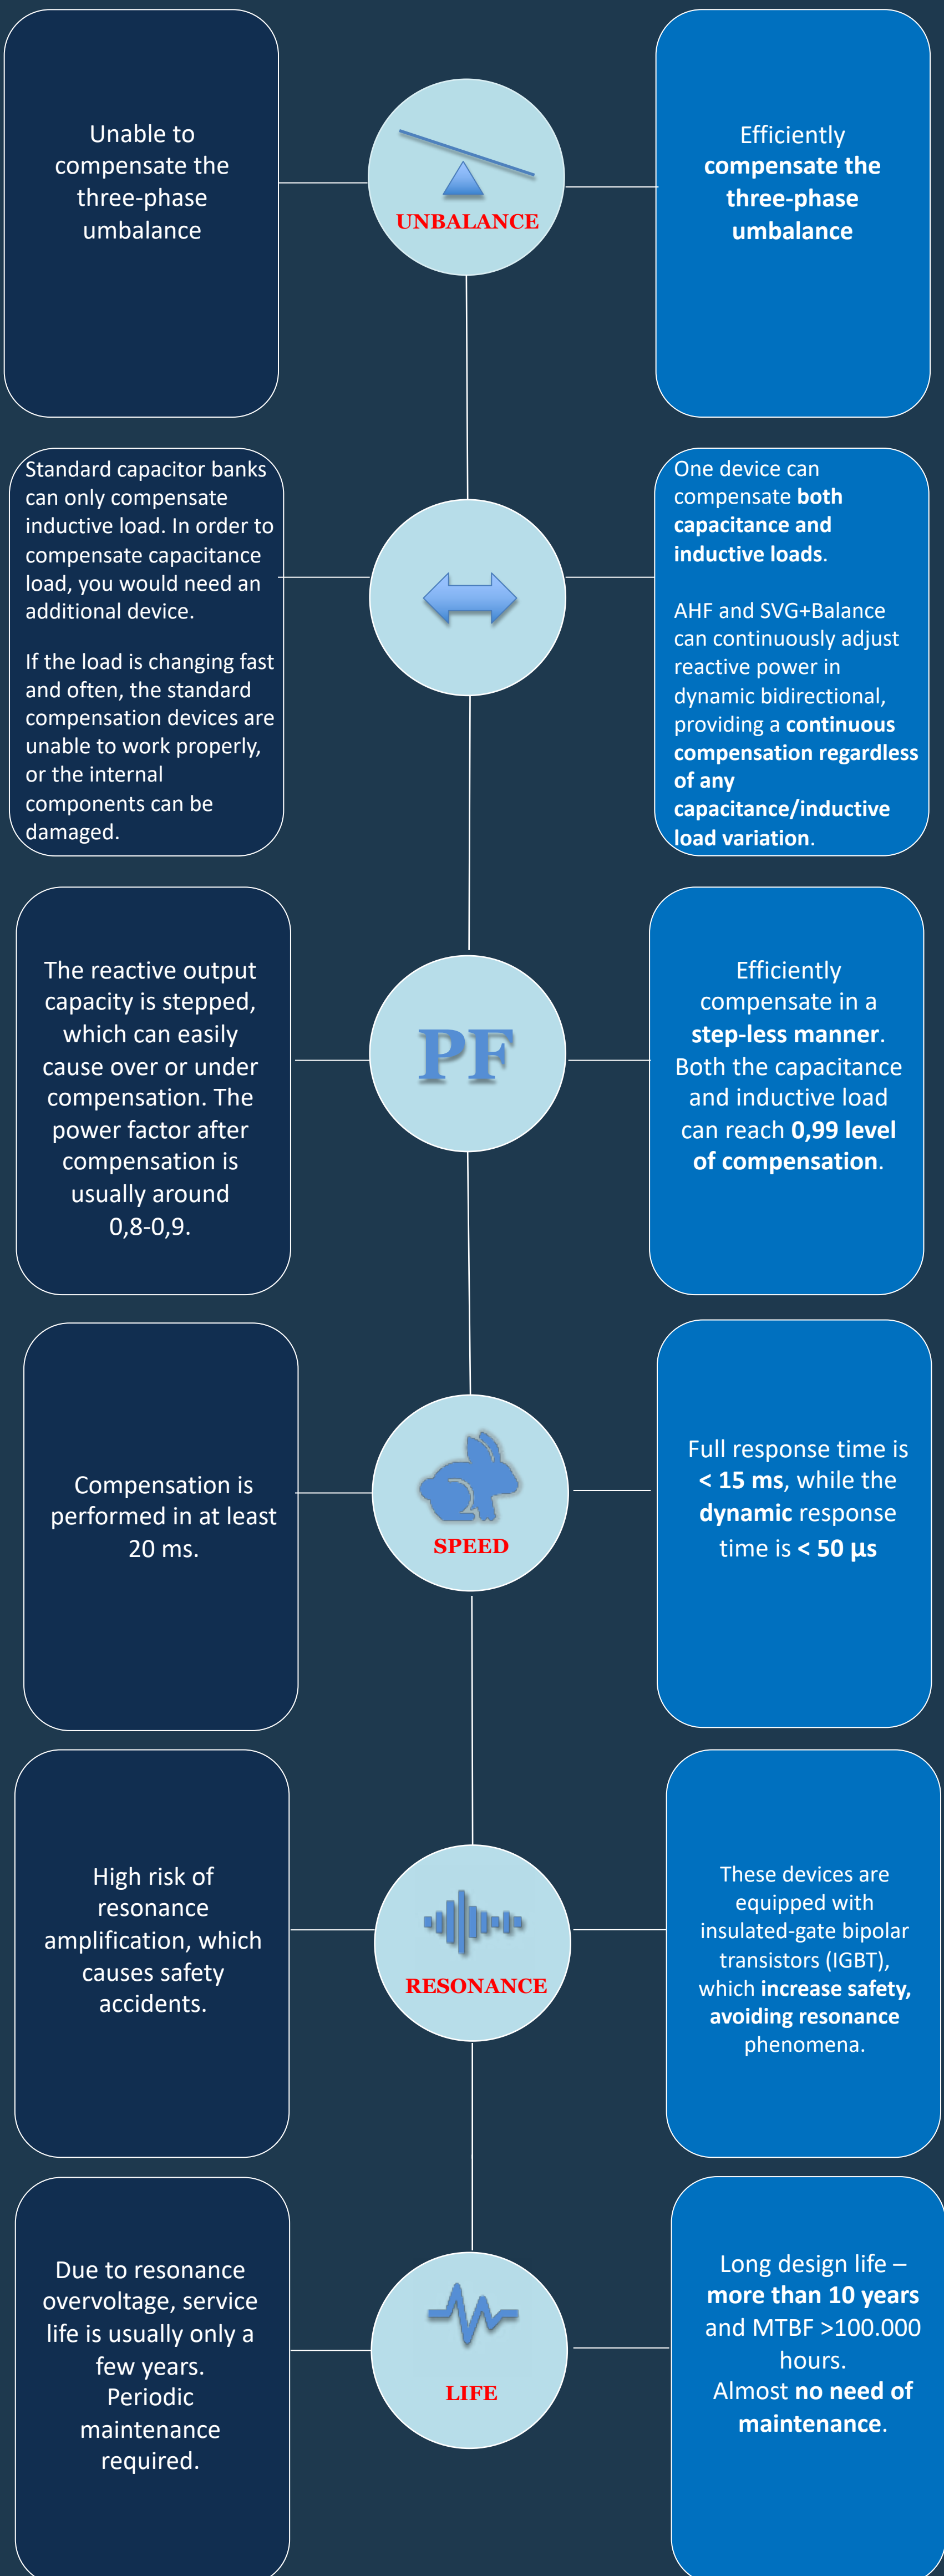 Unable to
compensate the
three-phase
umbalance
UNBALANCE
Efficiently
compensate the
three-phase
umbalance
Standard capacitor banks
can only compensate
inductive load. In order to
compensate capacitance
load, you would need an
additional device.
If the load is changing fast
and often, the standard
compensation devices are
unable to work properly,
or the internal
components can be
damaged.
One device can
compensate both
capacitance and
inductive loads.
AHF and SVG+Balance
can continuously adjust
reactive power in
dynamic bidirectional,
providing a continuous
compensation regardless
of any
capacitance/inductive
load variation.
The reactive output
capacity is stepped,
which can easily
cause over or under
compensation. The
power factor after
compensation is
usually around
0,8-0,9.
PF
Efficiently
compensate in a
step-less manner.
Both the capacitance
and inductive load
can reach 0,99 level
of compensation.
Compensation is
performed in at least
20 ms.
SPEED
Full response time is
< 15 ms, while the
dynamic response
time is < 50 µs
High risk of
resonance
amplification, which
causes safety
accidents.
RESONANCE
These devices are
equipped with
insulated-gate bipolar
transistors (IGBT),
which increase safety,
avoiding resonance
phenomena.
Due to resonance
overvoltage, service
life is usually only a
few years.
Periodic
maintenance
required.
LIFE
Long design life –
more than 10 years
and MTBF >100.000
hours.
Almost no need of
maintenance.